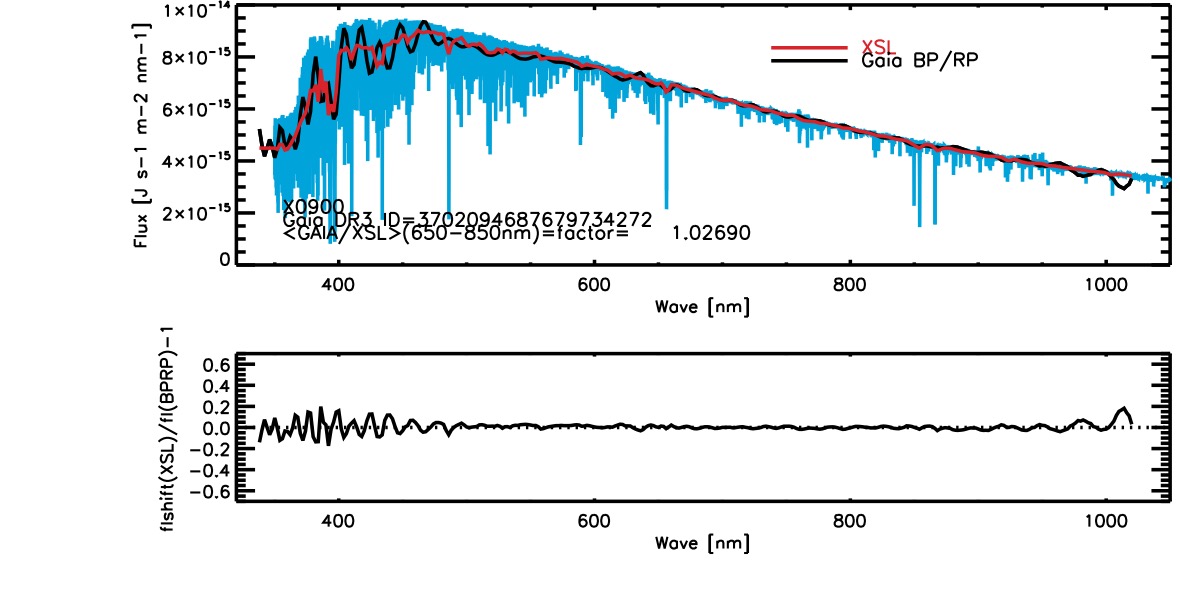 1×10−14
8×10−15
6×10−15
4×10−15
2×10−15
0
Flux [J s−1 m−2 nm−1]
XSL
Gaia BP/RP
X0900
Gaia DR3 ID=3702094687679734272
<GAIA/XSL>(650−850nm)=factor= 1.02690
400 600 800 1000
Wave [nm]
0.6
0.4
0.2
0.0
−0.2
−0.4
−0.6
flshift(XSL)/fl(BPRP)−1
400 600 800 1000
Wave [nm]